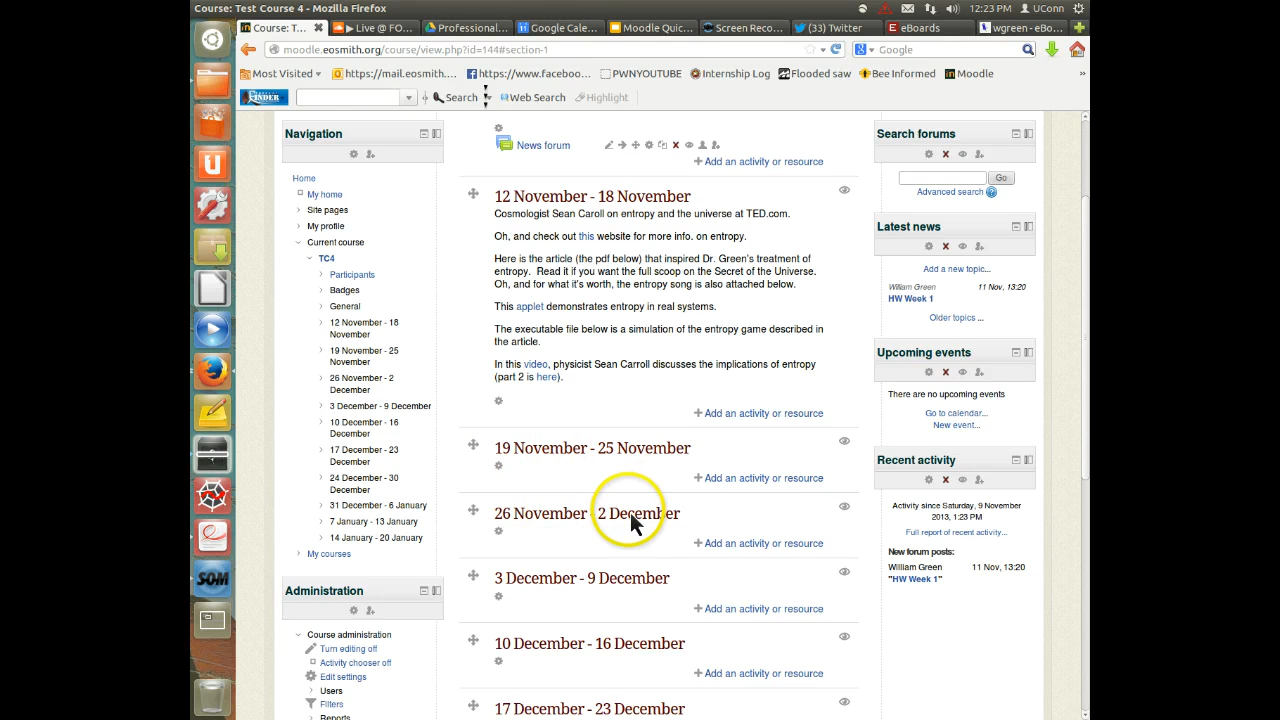 Course: Test Course 4 - Mozilla Firefox
12:23 PM
UConn
Course: T...
▶ Live @ FO...
Professional...
Google Cale...
Moodle Quic...
Screen Reco...
(33) Twitter
eBoards
wgreen - eBo...
moodle.eosmith.org/course/view.php?id=144#section-1
Google
Most Visited
https://mail.eosmith....
https://www.faceboo...
PWNYOUTUBE
Internship Log
Flooded saw
Bee Informed
Moodle
»
Search
Web Search
Highlight
Navigation
Home
My home
Site pages
My profile
Current course
TC4
Participants
Badges
General
12 November - 18
November
19 November - 25
November
26 November - 2
December
3 December - 9 December
10 December - 16
December
17 December - 23
December
24 December - 30
December
31 December - 6 January
7 January - 13 January
14 January - 20 January
My courses
Administration
Course administration
Turn editing off
Activity chooser off
Edit settings
Users
Filters
Reports
News forum
Add an activity or resource
12 November - 18 November
Cosmologist Sean Caroll on entropy and the universe at TED.com.
Oh, and check out this website for more info. on entropy.
Here is the article (the pdf below) that inspired Dr. Green's treatment of
entropy. Read it if you want the full scoop on the Secret of the Universe.
Oh, and for what it's worth, the entropy song is also attached below.
This applet demonstrates entropy in real systems.
The executable file below is a simulation of the entropy game described in
the article.
In this video, physicist Sean Carroll discusses the implications of entropy
(part 2 is here).
Add an activity or resource
19 November - 25 November
Add an activity or resource
26 November - 2 December
Add an activity or resource
3 December - 9 December
Add an activity or resource
10 December - 16 December
Add an activity or resource
17 December - 23 December
Search forums
Go
Advanced search
Latest news
Add a new topic...
William Green 11 Nov, 13:20
HW Week 1
Older topics ...
Upcoming events
There are no upcoming events
Go to calendar...
New event...
Recent activity
Activity since Saturday, 9 November
2013, 1:23 PM
Full report of recent activity...
New forum posts:
William Green 11 Nov, 13:20
"HW Week 1"